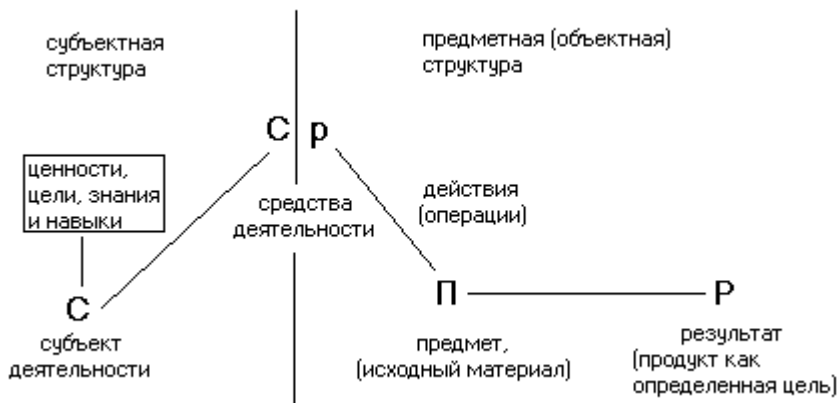 субъектная
структура
предметная (объектная)
структура
С р
ценности,
цели, знания
и навыки
средства
деятельности
действия
(операции)
С
субъект
деятельности
П
предмет,
(исходный материал)
Р
результат
(продукт как
определенная цель)